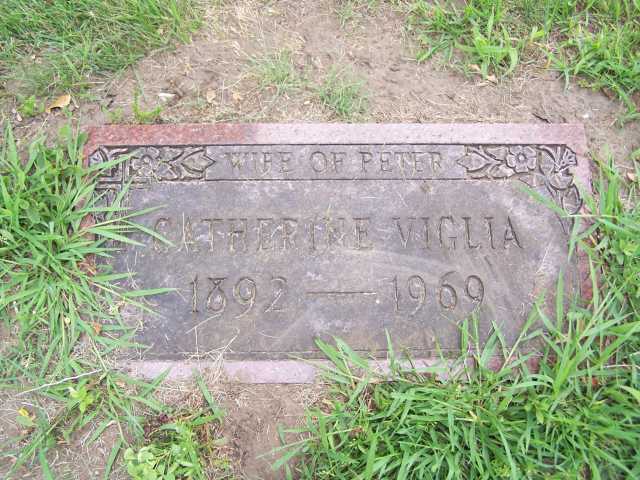 WIFE OF PETER
CATHERINE VIGLIA
1892 — 1969